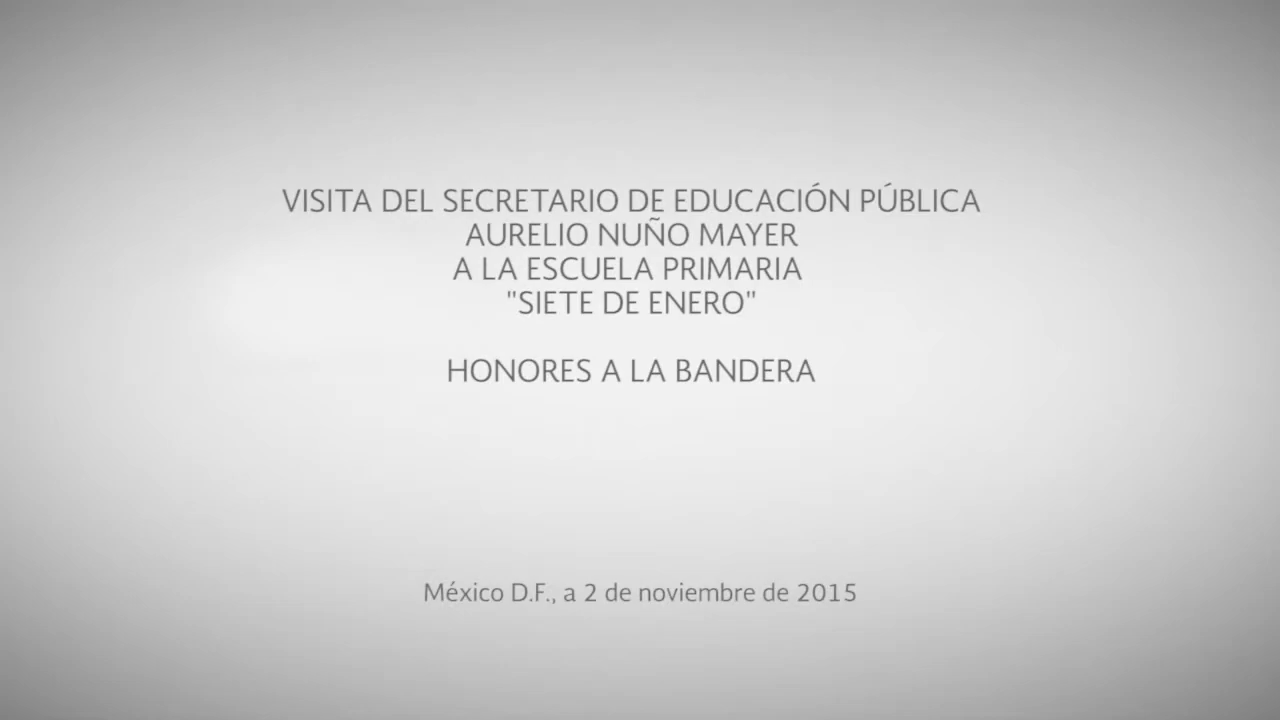 VISITA DEL SECRETARIO DE EDUCACIÓN PÚBLICA
AURELIO NUÑO MAYER
A LA ESCUELA PRIMARIA
"SIETE DE ENERO"
HONORES A LA BANDERA
México D.F., a 2 de noviembre de 2015